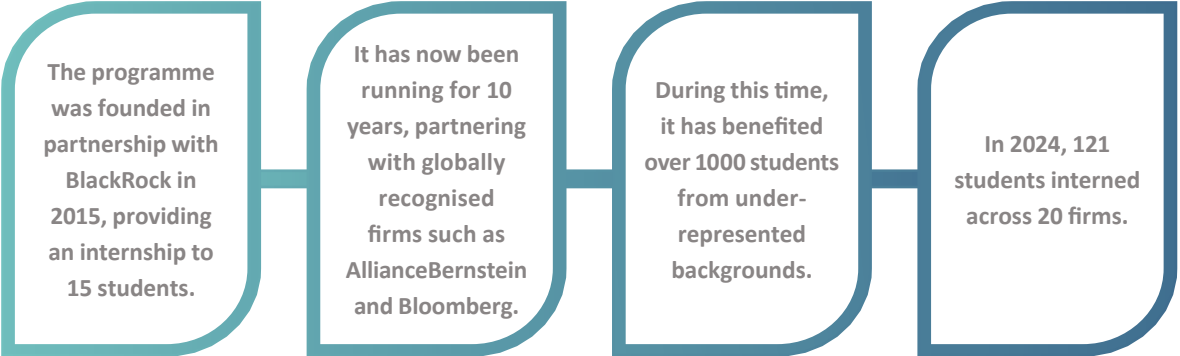 The programme
was founded in
partnership with
BlackRock in
2015, providing
an internship to
15 students.
It has now been
running for 10
years, partnering
with globally
recognised
firms such as
AllianceBernstein
and Bloomberg.
During this time,
it has benefited
over 1000 students
from under-
represented
backgrounds.
In 2024, 121
students interned
across 20 firms.